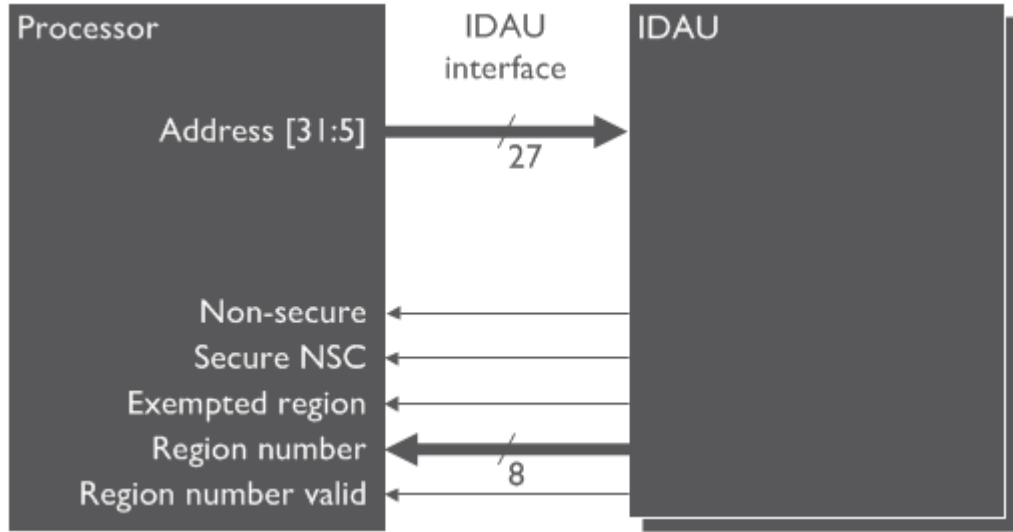 Processor
IDAU
interface
IDAU
Address [31:5]
27
Non-secure
Secure NSC
Exempted region
Region number
8
Region number valid